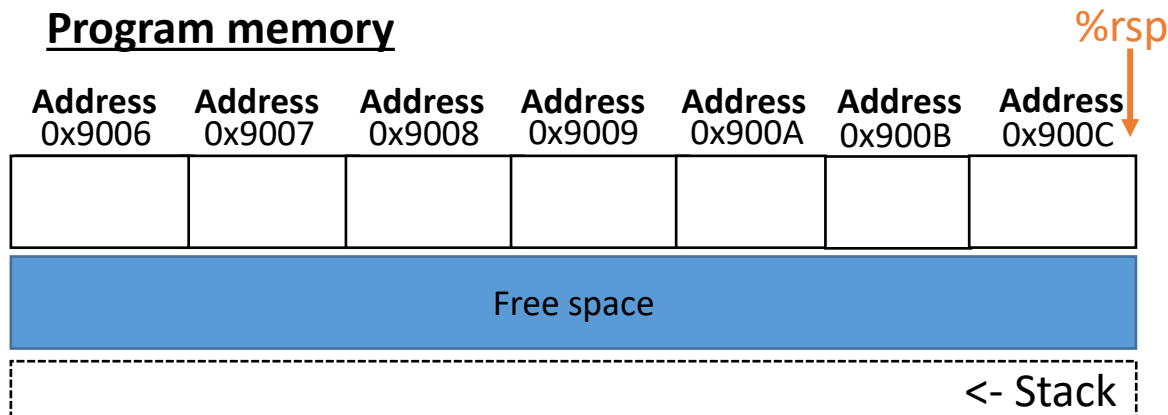 Program memory
%rsp
Address Address Address Address Address Address Address
0x9006 0x9007 0x9008 0x9009 0x900A 0x900B 0x900C
Free space
<- Stack